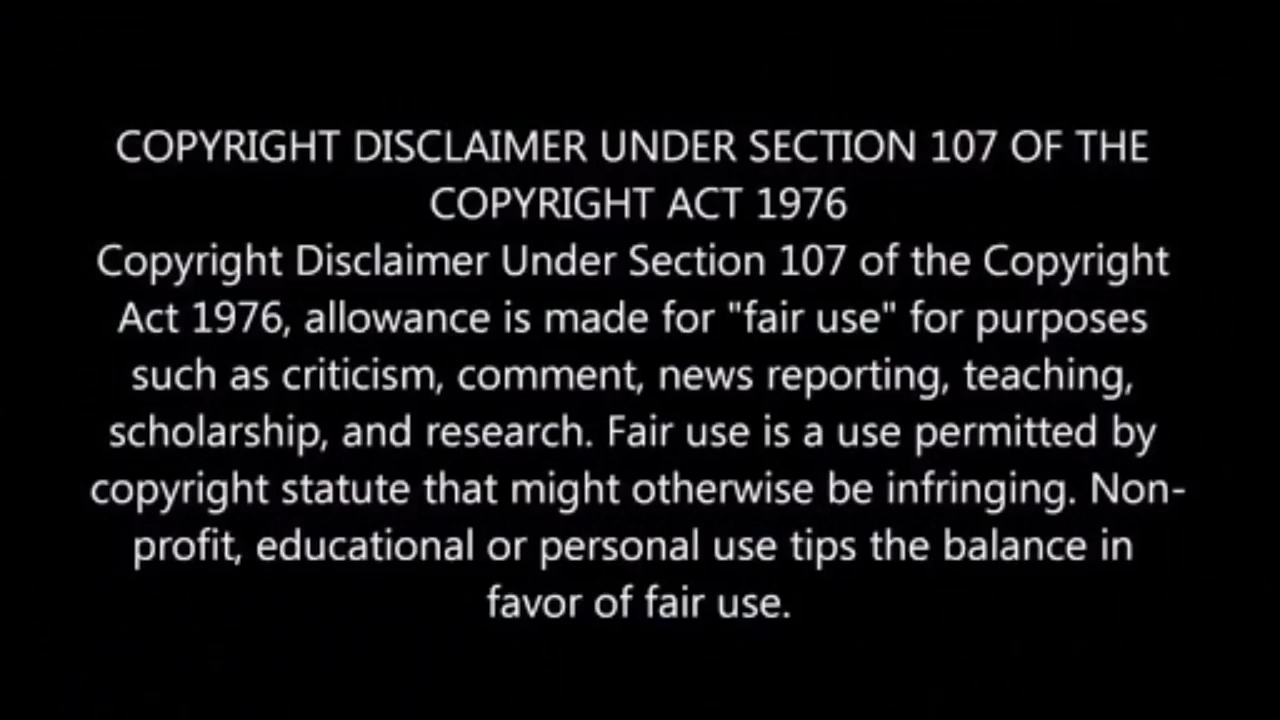 COPYRIGHT DISCLAIMER UNDER SECTION 107 OF THE
COPYRIGHT ACT 1976
Copyright Disclaimer Under Section 107 of the Copyright
Act 1976, allowance is made for "fair use" for purposes
such as criticism, comment, news reporting, teaching,
scholarship, and research. Fair use is a use permitted by
copyright statute that might otherwise be infringing. Non-
profit, educational or personal use tips the balance in
favor of fair use.